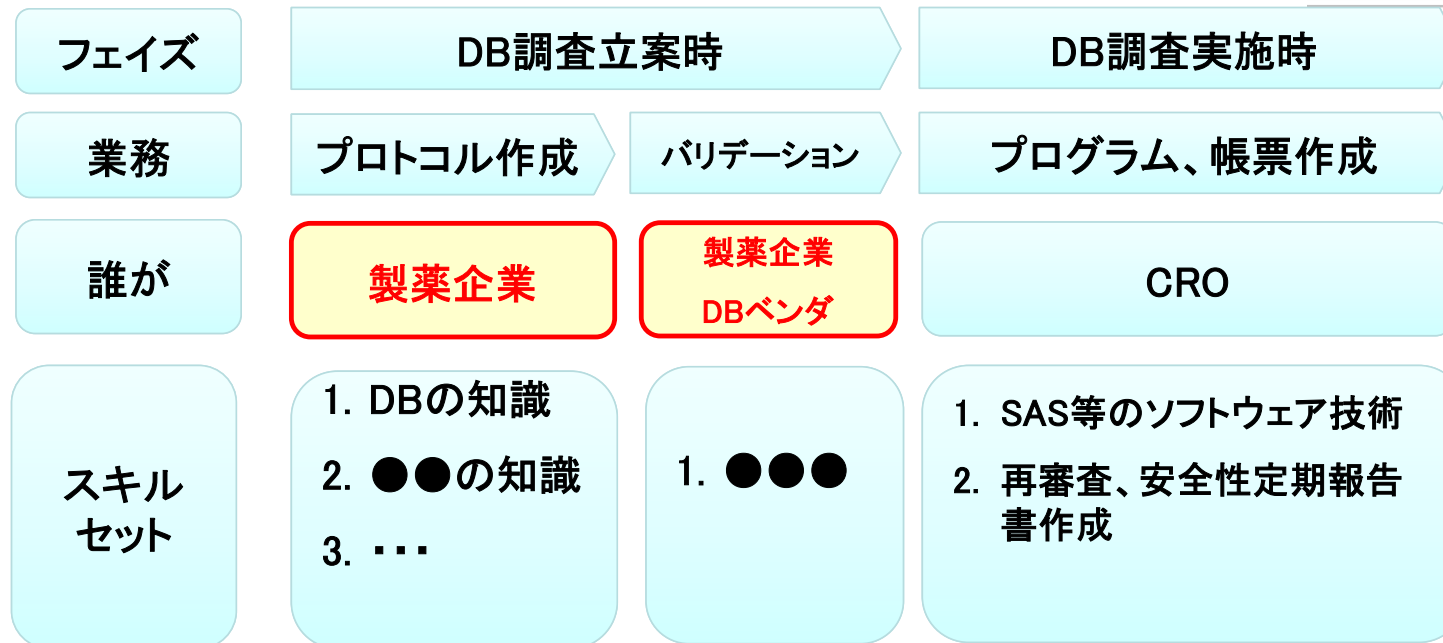 フェイズ
DB調査立案時
DB調査実施時
業務
プロトコル作成
バリデーション
プログラム、帳票作成
誰が
製薬企業
製薬企業
DBベンダ
CRO
スキル
セット
1. DBの知識
2. ●●の知識
3. ・・・
1. ●●●
1. SAS等のソフトウェア技術
2. 再審査、安全性定期報告
書作成